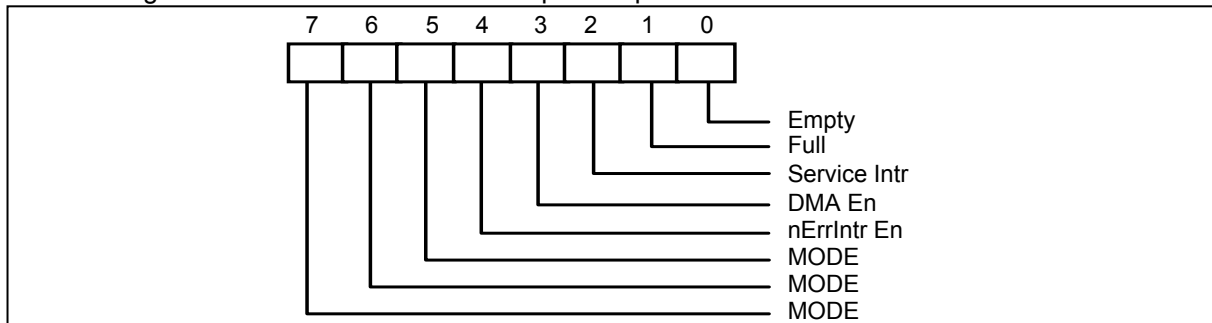 7 6 5 4 3 2 1 0
Empty
Full
Service Intr
DMA En
nErrIntr En
MODE
MODE
MODE